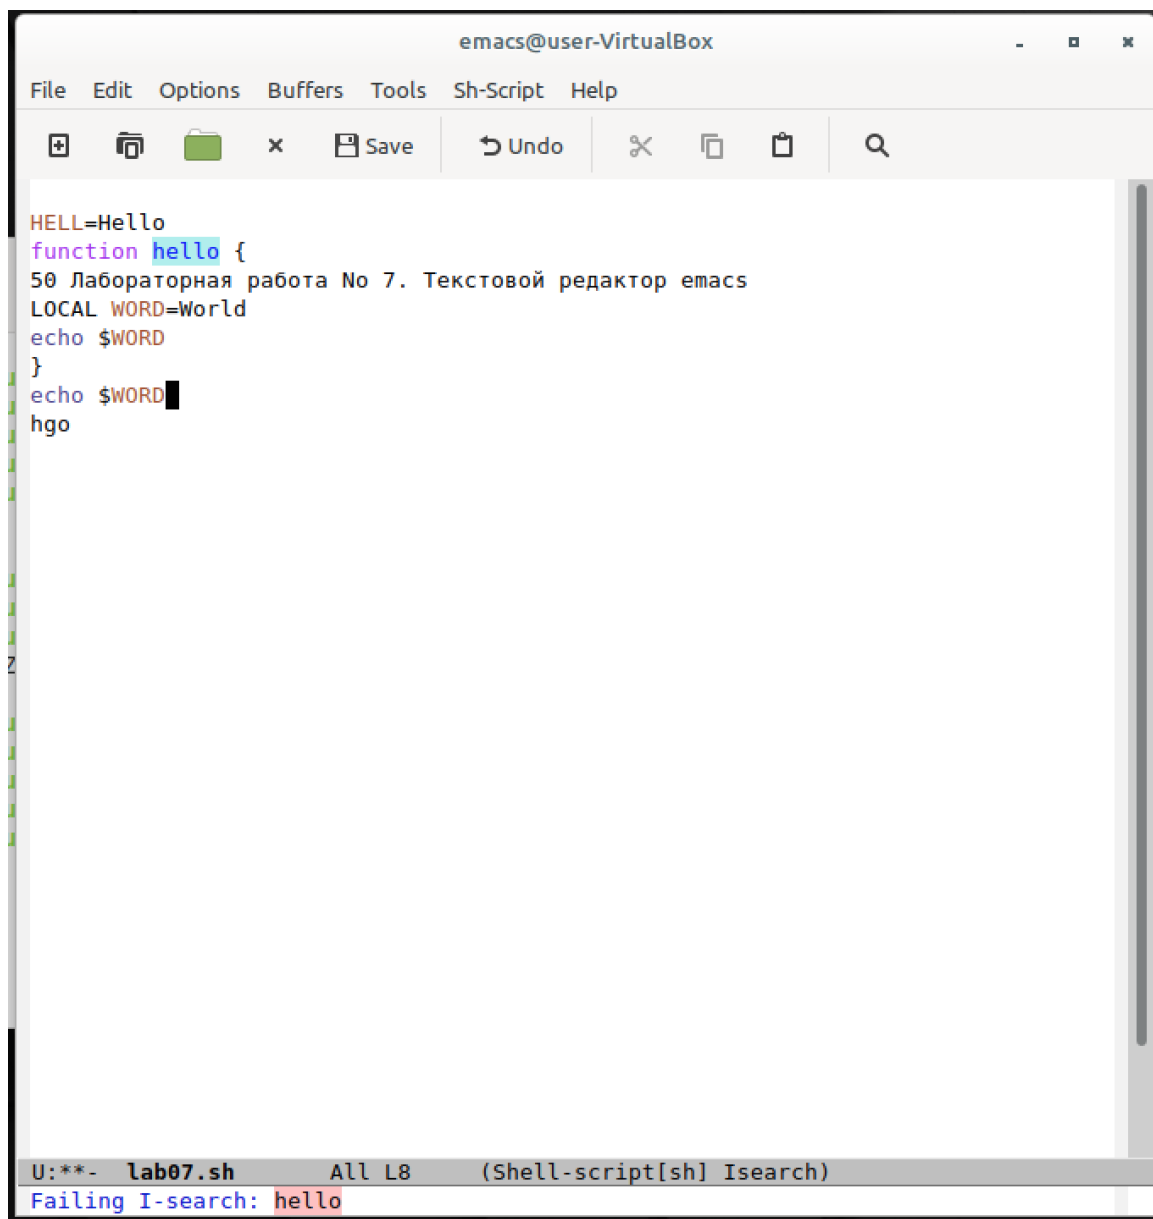 emacs@user-VirtualBox
File Edit Options Buffers Tools Sh-Script Help
Save Undo
HELL=Hello
function hello {
50 Лабораторная работа No 7. Текстовой редактор emacs
LOCAL WORD=World
echo $WORD
}
echo $WORD
hgo
U:**- lab07.sh All L8 (Shell-script[sh] Isearch)
Failing I-search: hello